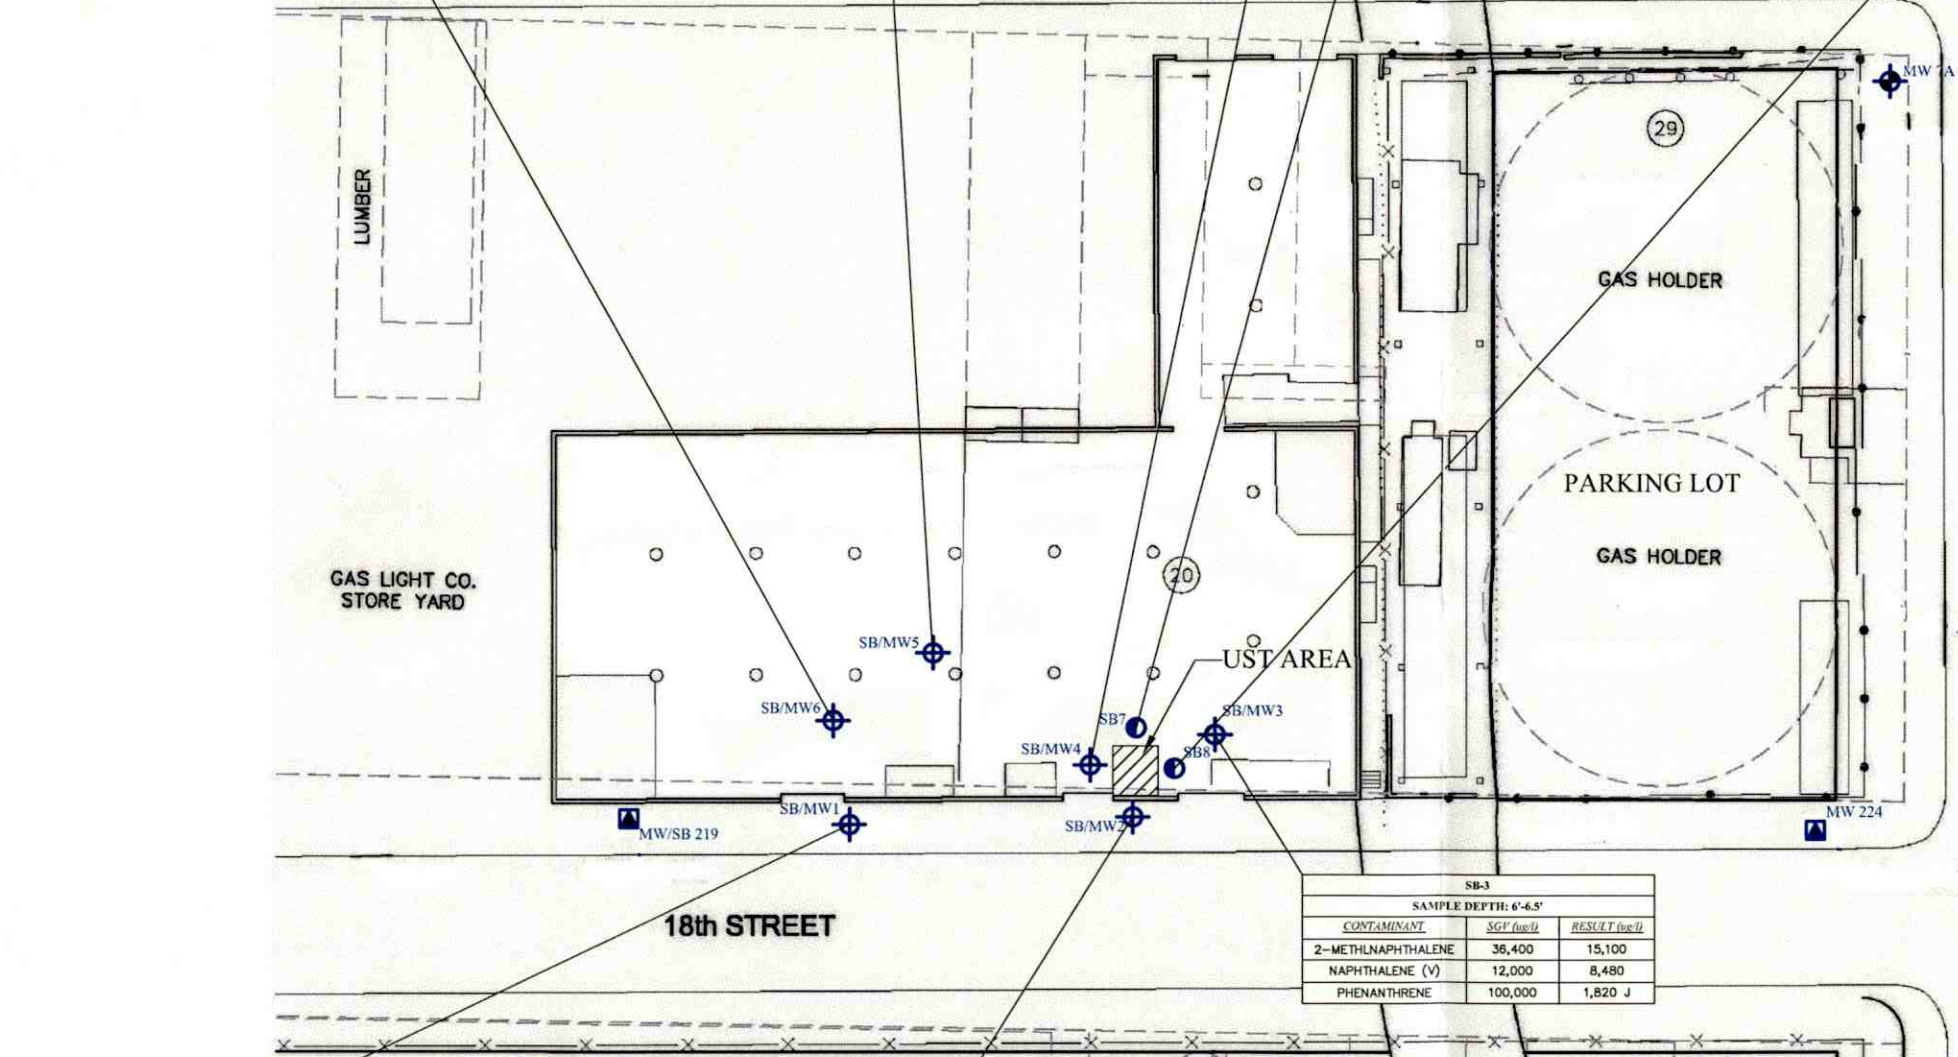 MW 7A
29
LUMBER
GAS HOLDER
PARKING LOT
GAS HOLDER
GAS LIGHT CO.
STORE YARD
20
SB/MW5
UST AREA
SB/MW6
SB7
SB/MW3
SB/MW4
SB8
SB/MW1
SB/MW2
MW/SB 219
MW 224
18th STREET
SB-3
SAMPLE DEPTH: 6'-6.5'
CONTAMINANT SGV (ug/l) RESULT (ug/l)
2-METHLNAPHTHALENE 36,400 15,100
NAPHTHALENE (V) 12,000 8,480
PHENANTHRENE 100,000 1,820 J